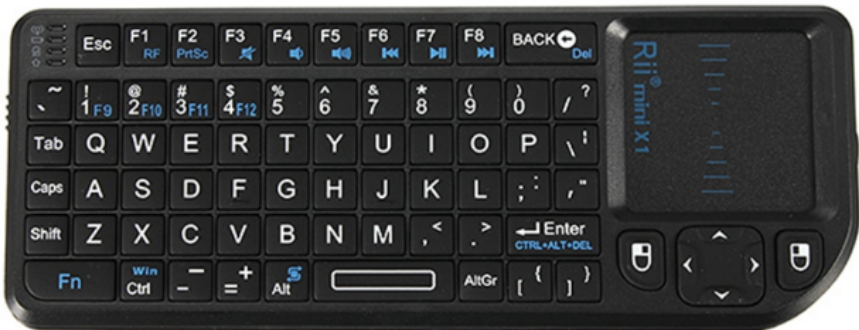 Esc F1 RF F2 PrtSc F3 F4 F5 F6 F7 F8 BACK Del
~ ` ! 1 F9 @ 2 F10 # 3 F11 $ 4 F12 % 5 ^ 6 & 7 * 8 ( 9 ) 0 ? /
Tab Q W E R T Y U I O P \ ¦
Caps A S D F G H J K L ; : , "
Shift Z X C V B N M , < . > Enter
CTRL+ALT+DEL
Fn Win Ctrl - _ = + Alt AltGr [ { ] }
Rii® mini X1